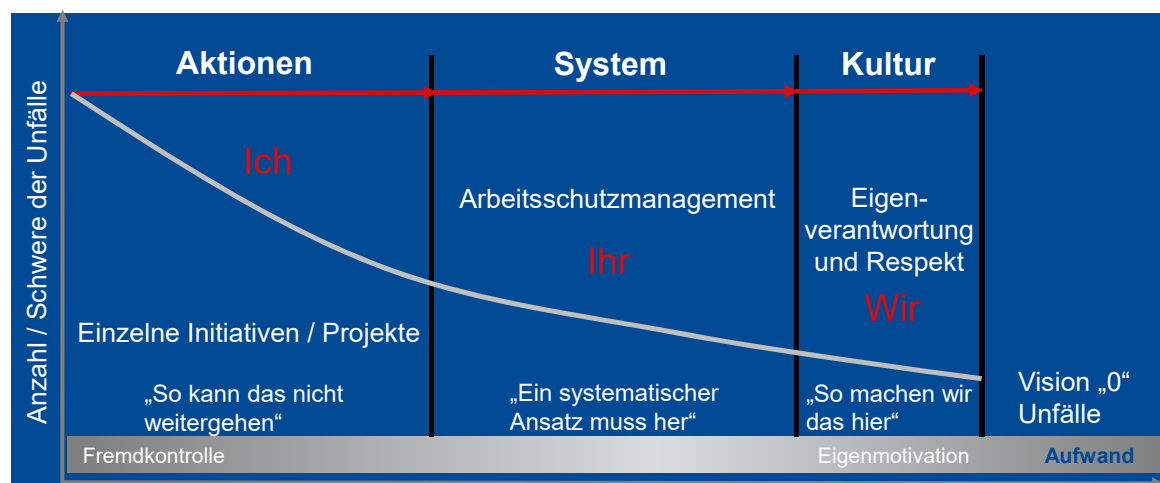 Anzahl / Schwere der Unfälle
Aktionen
System
Kultur
Ich
Arbeitsschutzmanagement
Ihr
Eigen-
verantwortung
und Respekt
Wir
Einzelne Initiativen / Projekte
„So kann das nicht
weitergehen“
„Ein systematischer
Ansatz muss her“
„So machen wir
das hier“
Vision „0“
Unfälle
Fremdkontrolle
Eigenmotivation
Aufwand